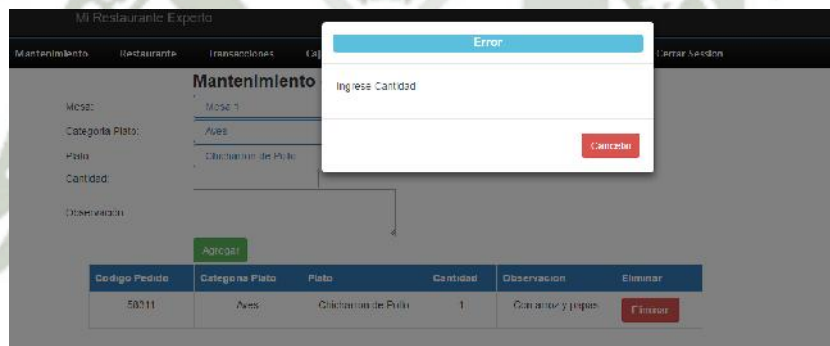 Mi Restaurante Experto
Mantenimiento Restaurante Transacciones Caj Cerrar Session
Error
Ingrese Cantidad
Cancelar
Mantenimiento
Mesa:
Mesa 1
Categoria Plato:
Aves
Plato
Chicharron de Pollo
Cantidad:
Observacion
Agregar
Codigo Pedido Categoria Plato Plato Cantidad Observacion Eliminar
58311 Aves Chicharron de Pollo 1 Con arroz y papas Eliminar